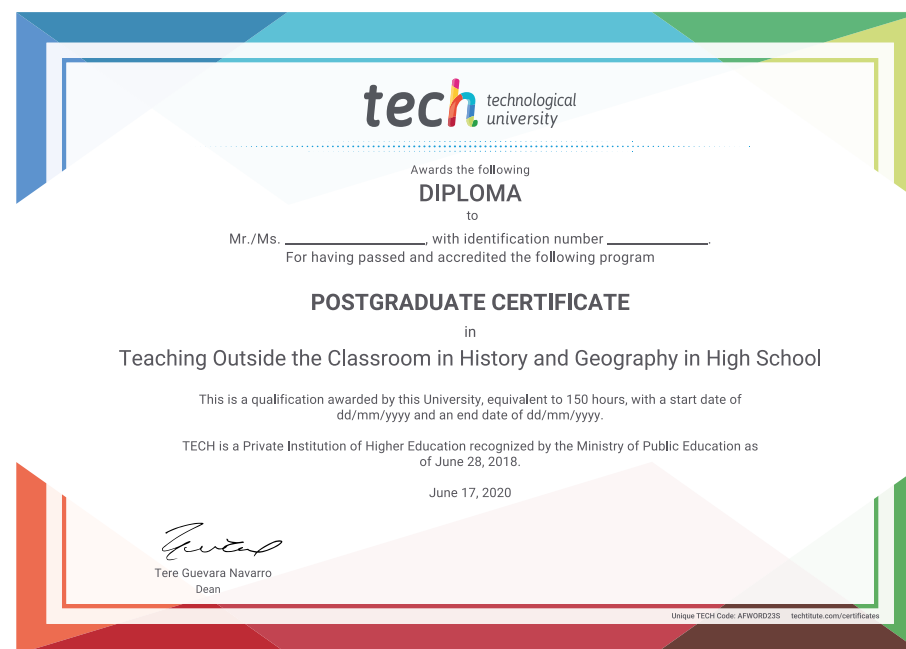 tech technological
university
Awards the following
DIPLOMA
to
Mr./Ms. ____________, with identification number ____________.
For having passed and accredited the following program
POSTGRADUATE CERTIFICATE
in
Teaching Outside the Classroom in History and Geography in High School
This is a qualification awarded by this University, equivalent to 150 hours, with a start date of
dd/mm/yyyy and an end date of dd/mm/yyyy.
TECH is a Private Institution of Higher Education recognized by the Ministry of Public Education as
of June 28, 2018.
June 17, 2020
Tere Guevara Navarro
Dean
Unique TECH Code: AFWORD23S techtitute.com/certificates